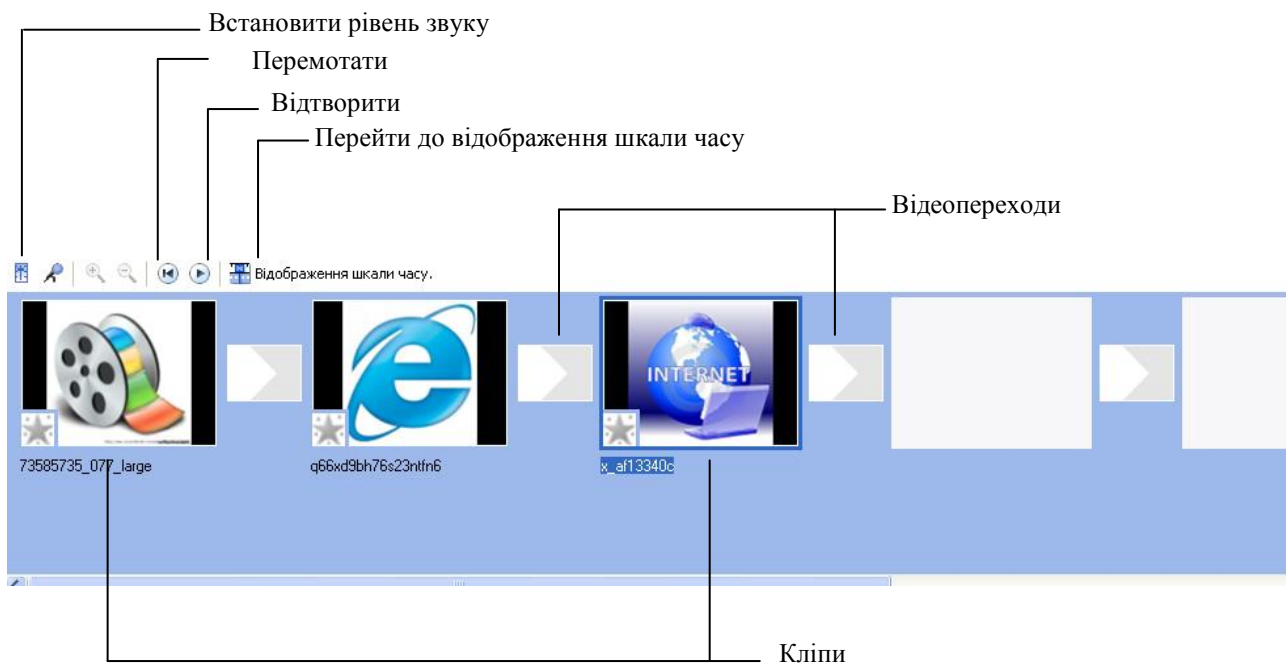 Встановити рівень звуку
Перемотати
Відтворити
Перейти до відображення шкали часу
Відеопереходи
Відображення шкали часу.
INTERNET
73585735_077_large
q66xd9bh76s23ntfn6
x_af13340c
Кліпи